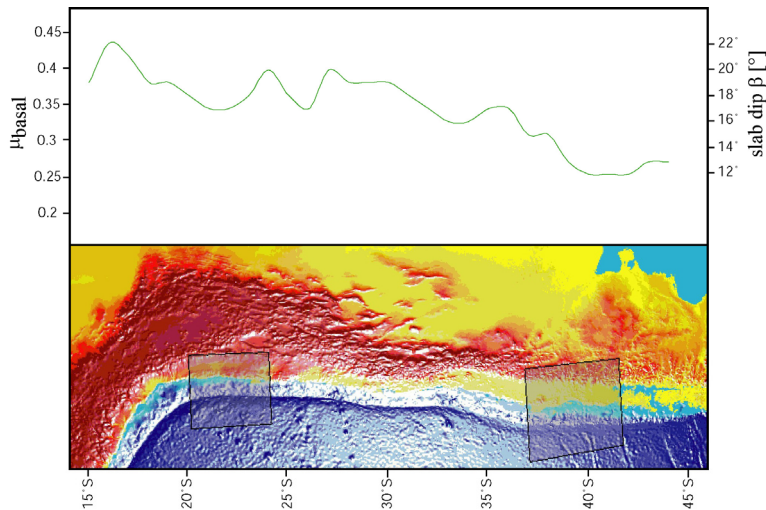 μbasal
0.45
0.4
0.35
0.3
0.25
0.2
22˚
20˚
18˚
16˚
14˚
12˚
slab dip β [°]
15˚S
20˚S
25˚S
30˚S
35˚S
40˚S
45˚S